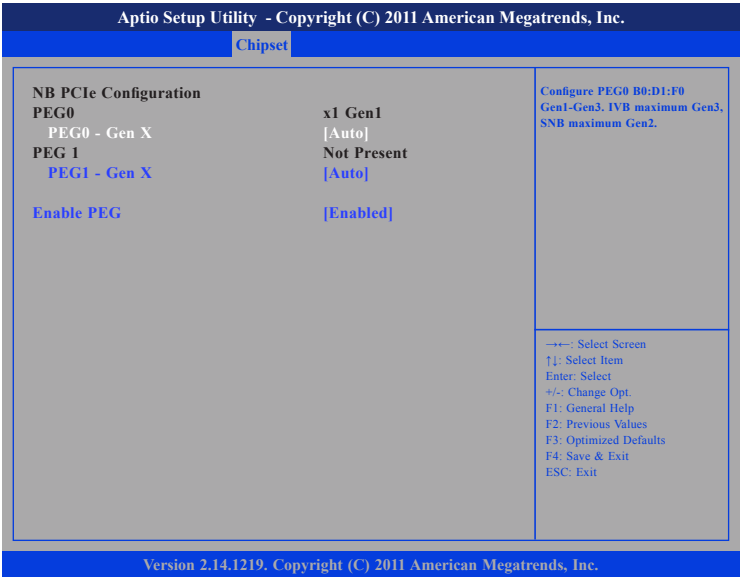 Aptio Setup Utility - Copyright (C) 2011 American Megatrends, Inc.
Chipset
NB PCIe Configuration
PEG0 x1 Gen1
PEG0 - Gen X [Auto]
PEG 1 Not Present
PEG1 - Gen X [Auto]
Enable PEG [Enabled]
Configure PEG0 B0:D1:F0
Gen1-Gen3. IVB maximum Gen3,
SNB maximum Gen2.
→←: Select Screen
↑↓: Select Item
Enter: Select
+/-: Change Opt.
F1: General Help
F2: Previous Values
F3: Optimized Defaults
F4: Save & Exit
ESC: Exit
Version 2.14.1219. Copyright (C) 2011 American Megatrends, Inc.